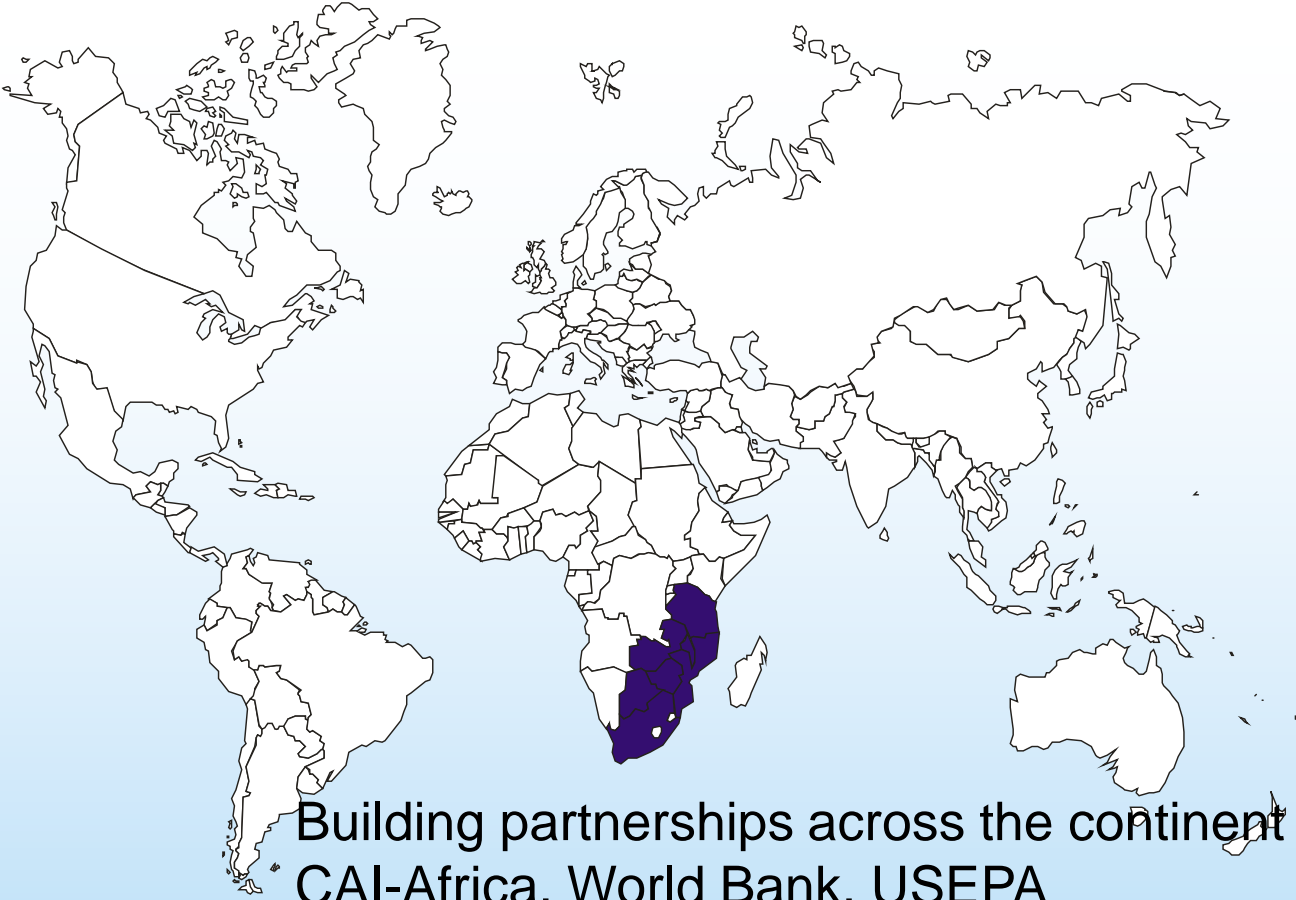 Building partnerships across the continent
CAI-Africa, World Bank, USEPA